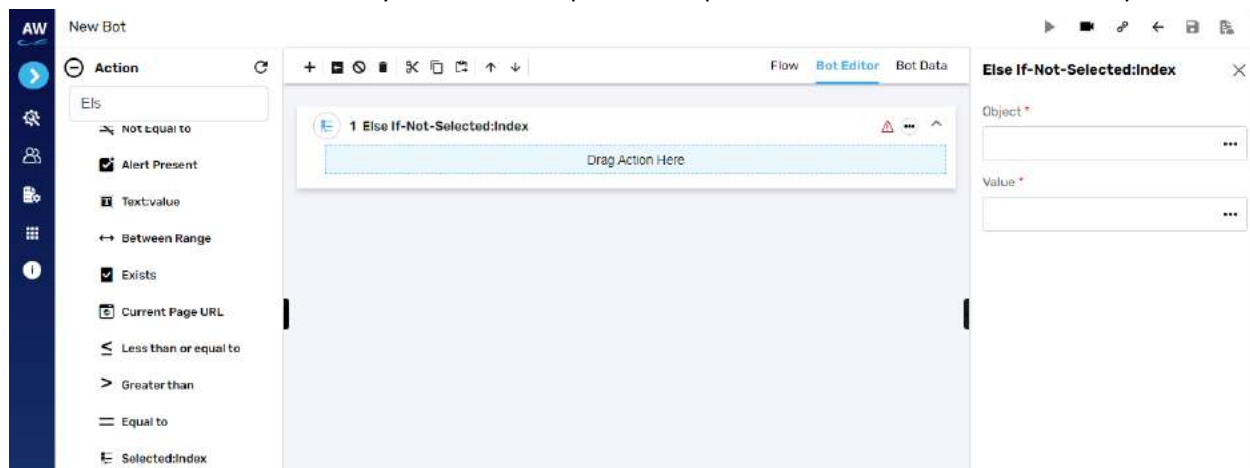 AW
New Bot
Action
Flow
Bot Editor
Bot Data
Else If-Not-Selected:Index
Els
Object *
Not Equal to
1 Else If-Not-Selected:Index
Drag Action Here
Alert Present
Value *
Text:value
Between Range
Exists
Current Page URL
Less than or equal to
Greater than
Equal to
Selected:Index